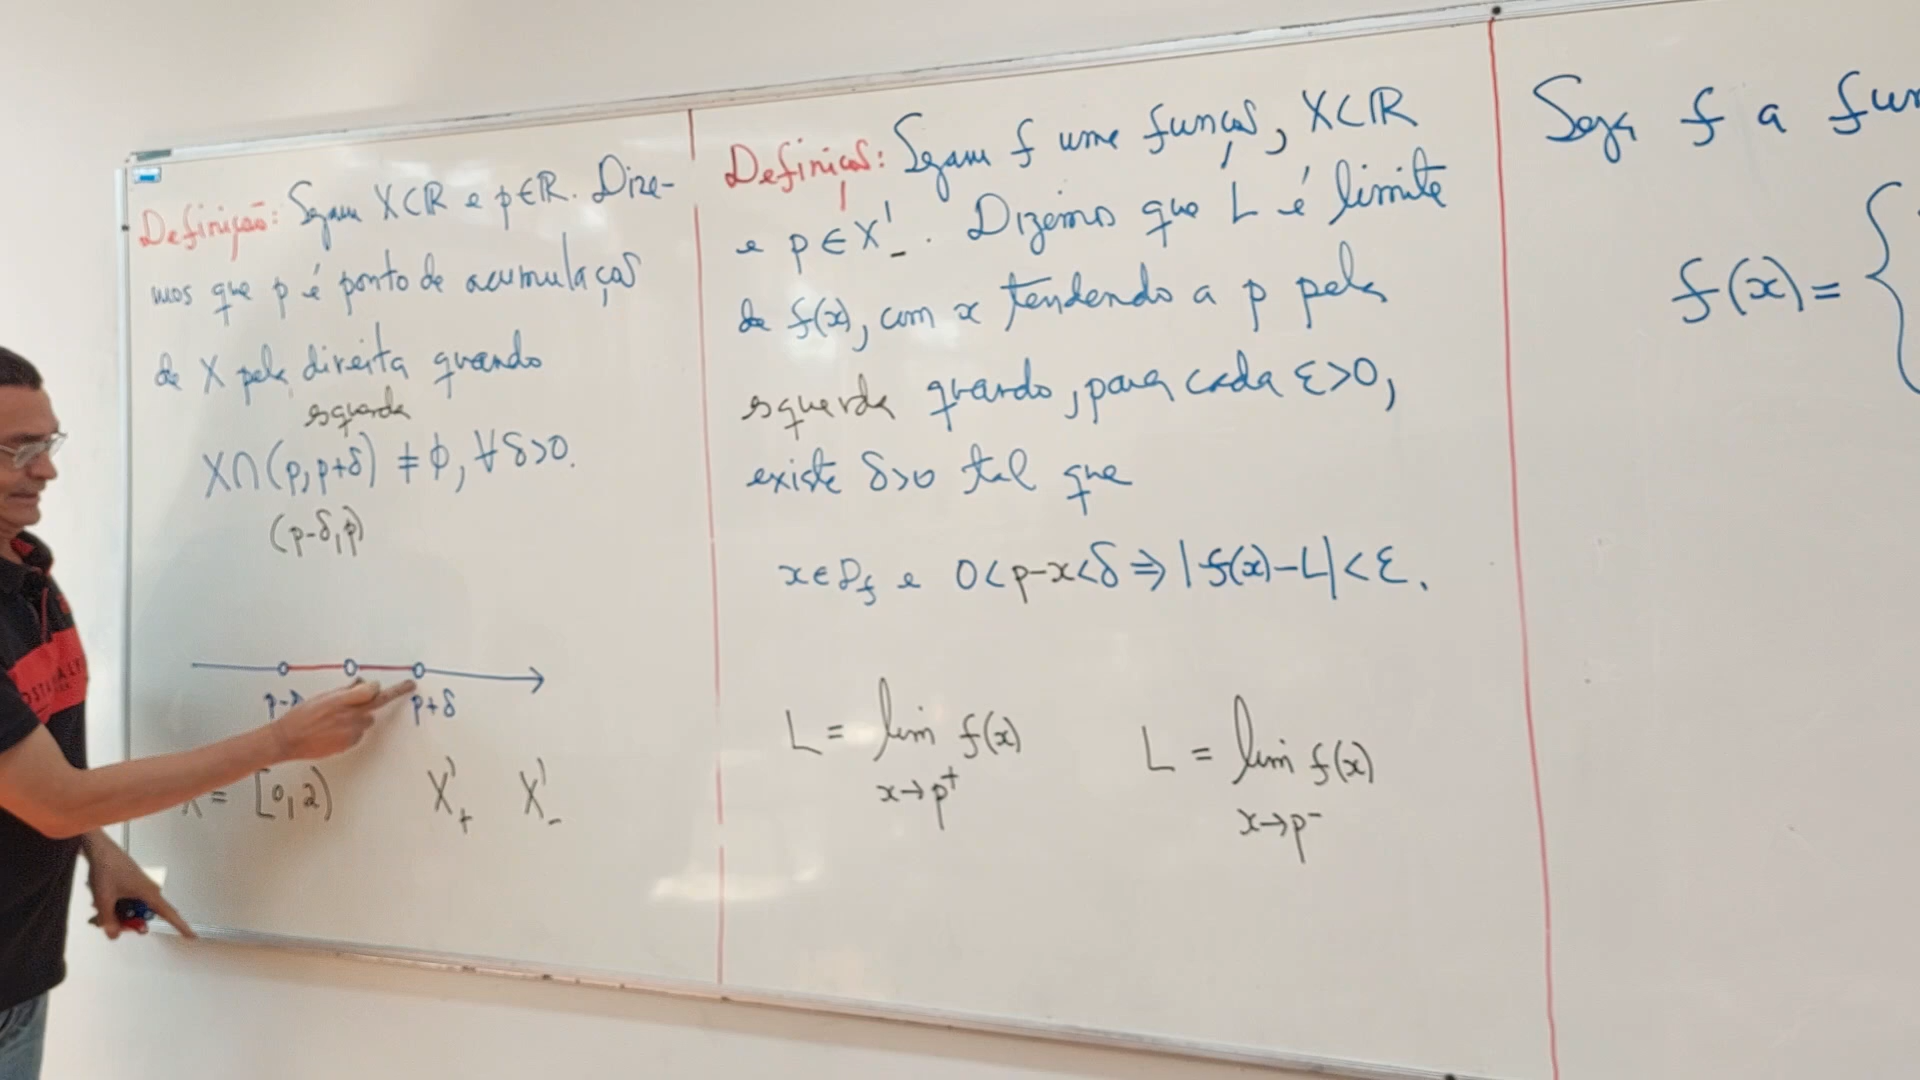 Definição: Sejam X⊂ℝ e p∈ℝ. Dize-
mos que p é ponto de acumulação
de X pela direita quando
esquerda
X∩(p,p+δ) ≠ ∅, ∀δ>0.
(p-δ,p)
p+δ
= [0,2) X'₊ X'₋
Definição: Sejam f uma função, X⊂ℝ
e p∈X'₋. Dizemos que L é limite
de f(x), com x tendendo a p pela
esquerda quando, para cada ε>0,
existe δ>0 tal que
x∈D_f e 0<p-x<δ ⇒ |f(x)-L|<ε.
L = lim f(x) L = lim f(x)
x→p⁺ x→p⁻
Seja f a
f(x)= {